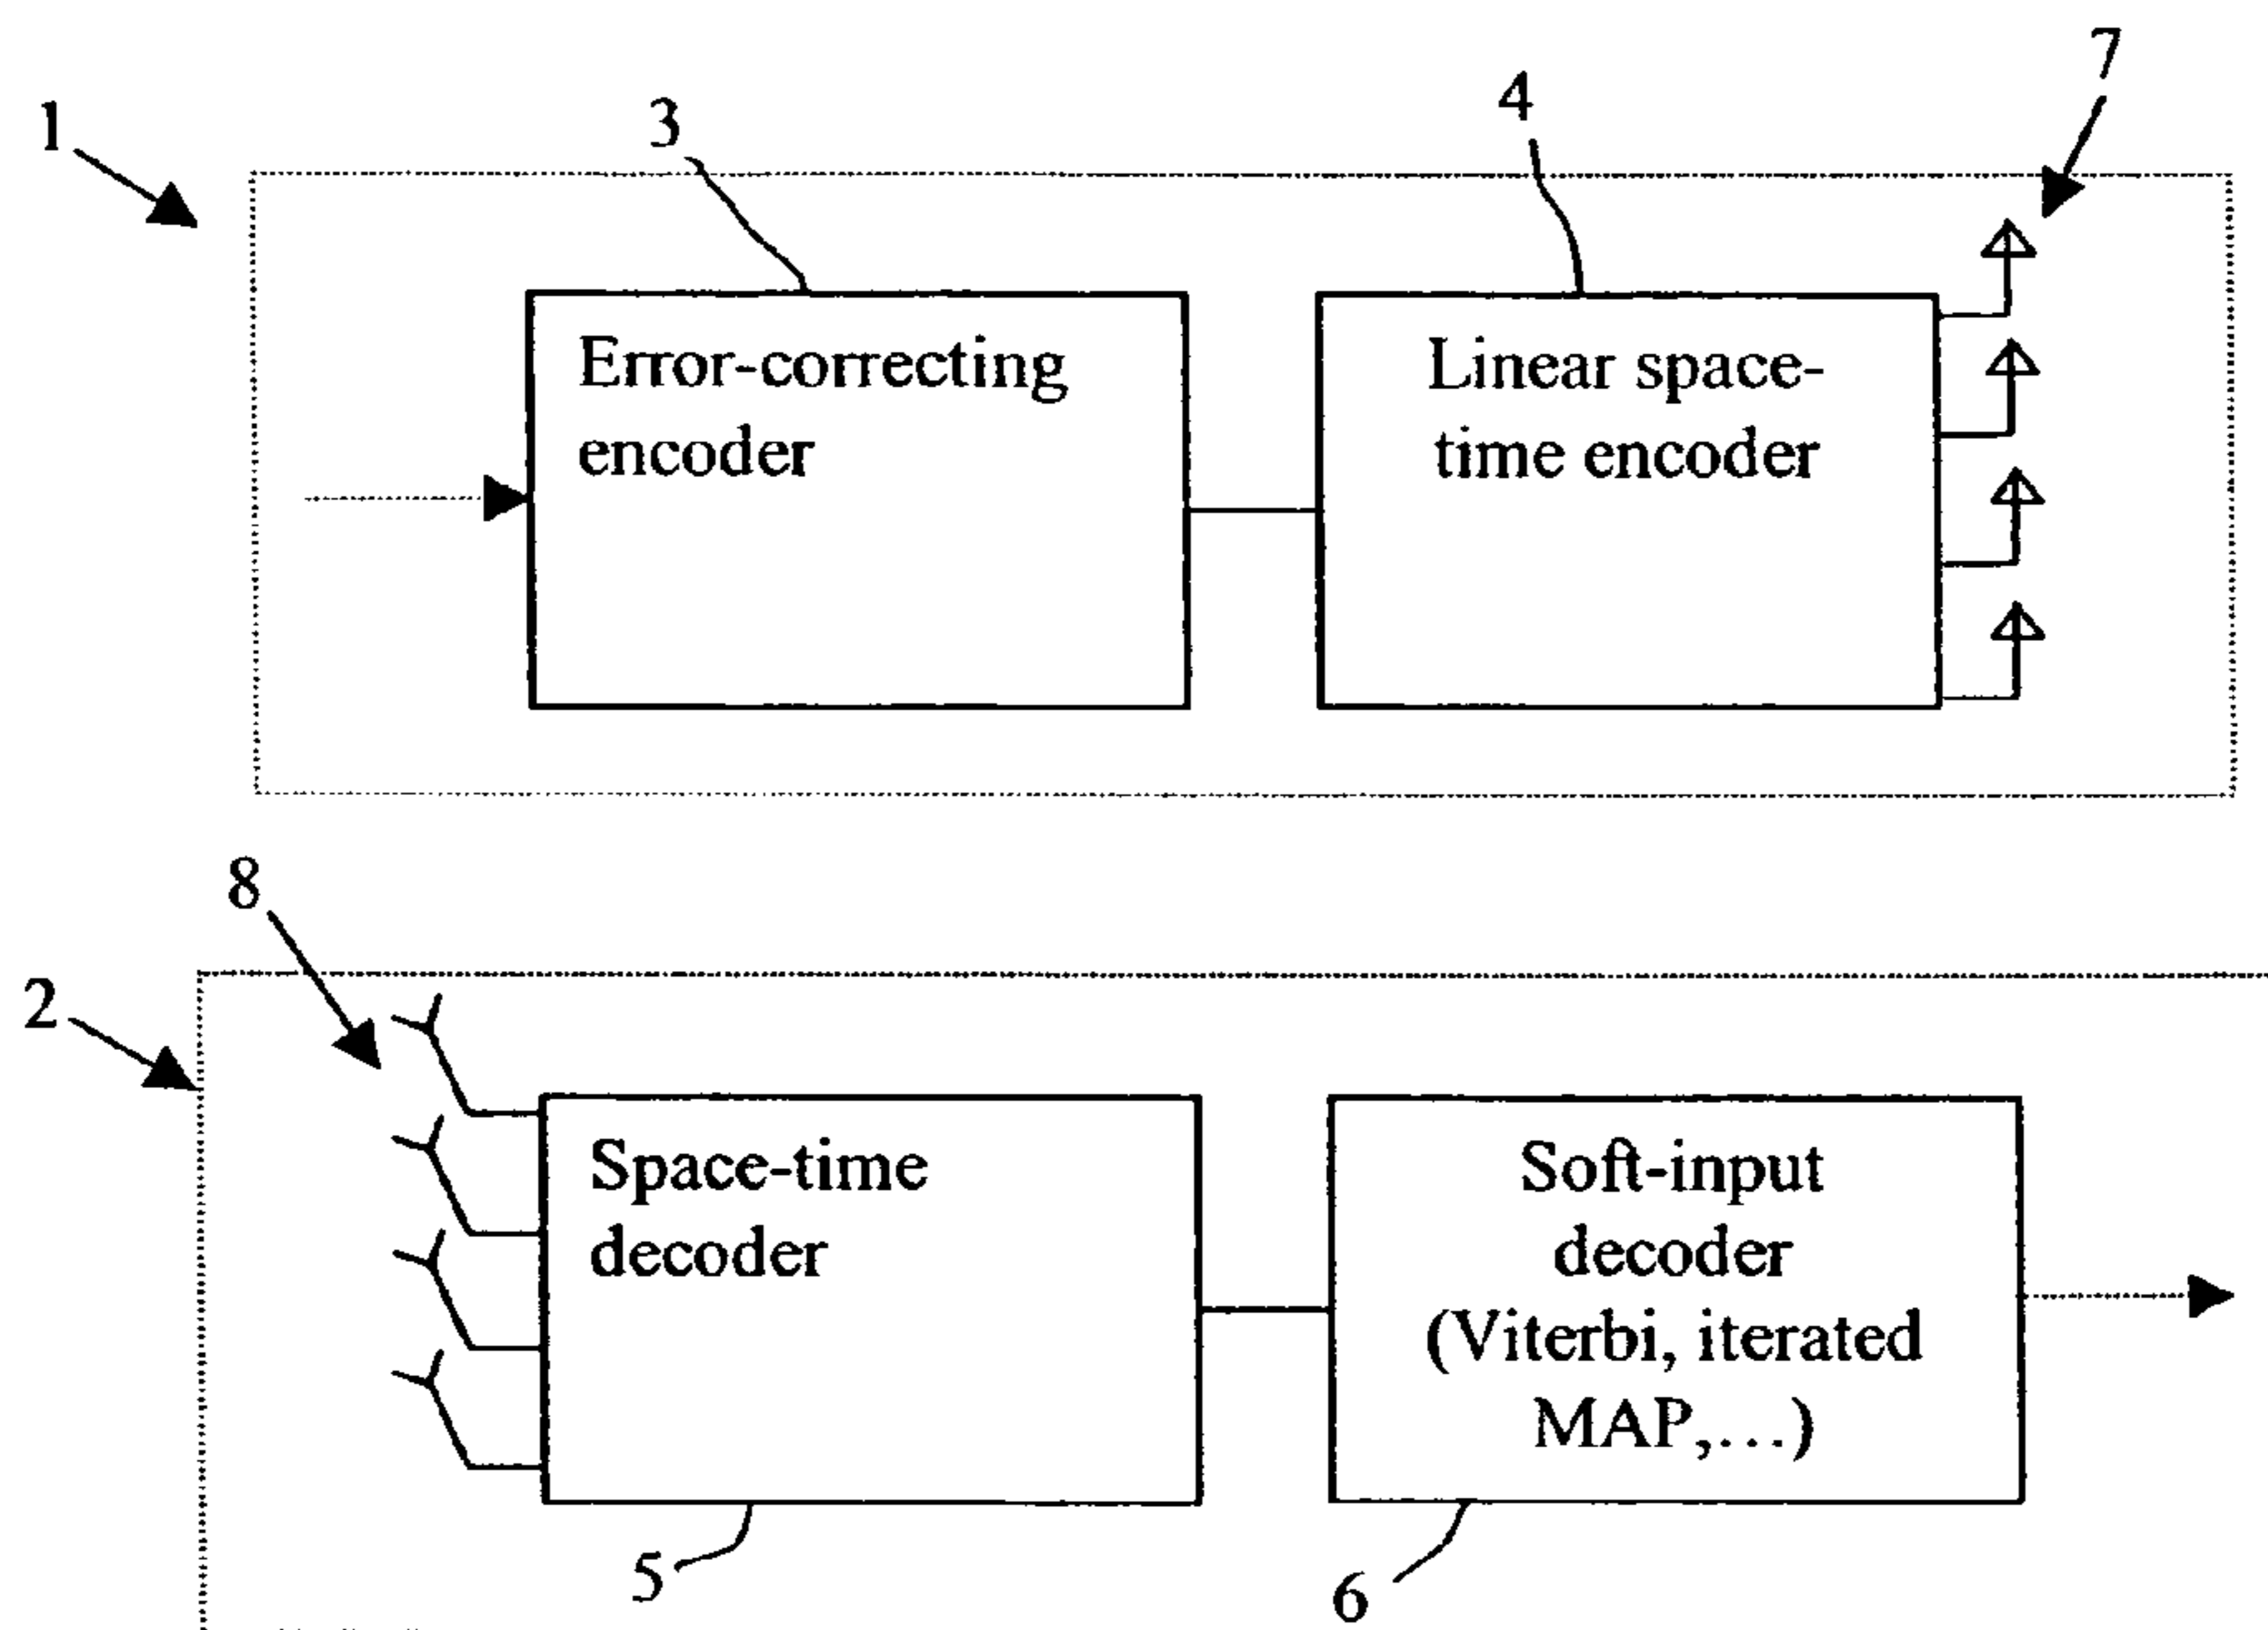 7
4
3
1
Error-correcting
encoder
Linear space-
time encoder
8
2
Space-time
decoder
Soft-input
decoder
(Viterbi, iterated
MAP,...)
5
6